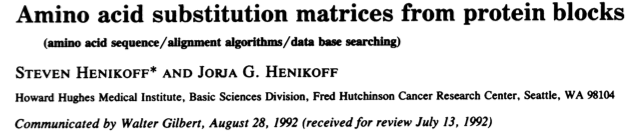 Amino acid substitution matrices from protein blocks
(amino acid sequence/alignment algorithms/data base searching)
STEVEN HENIKOFF* AND JORJA G. HENIKOFF
Howard Hughes Medical Institute, Basic Sciences Division, Fred Hutchinson Cancer Research Center, Seattle, WA 98104
Communicated by Walter Gilbert, August 28, 1992 (received for review July 13, 1992)